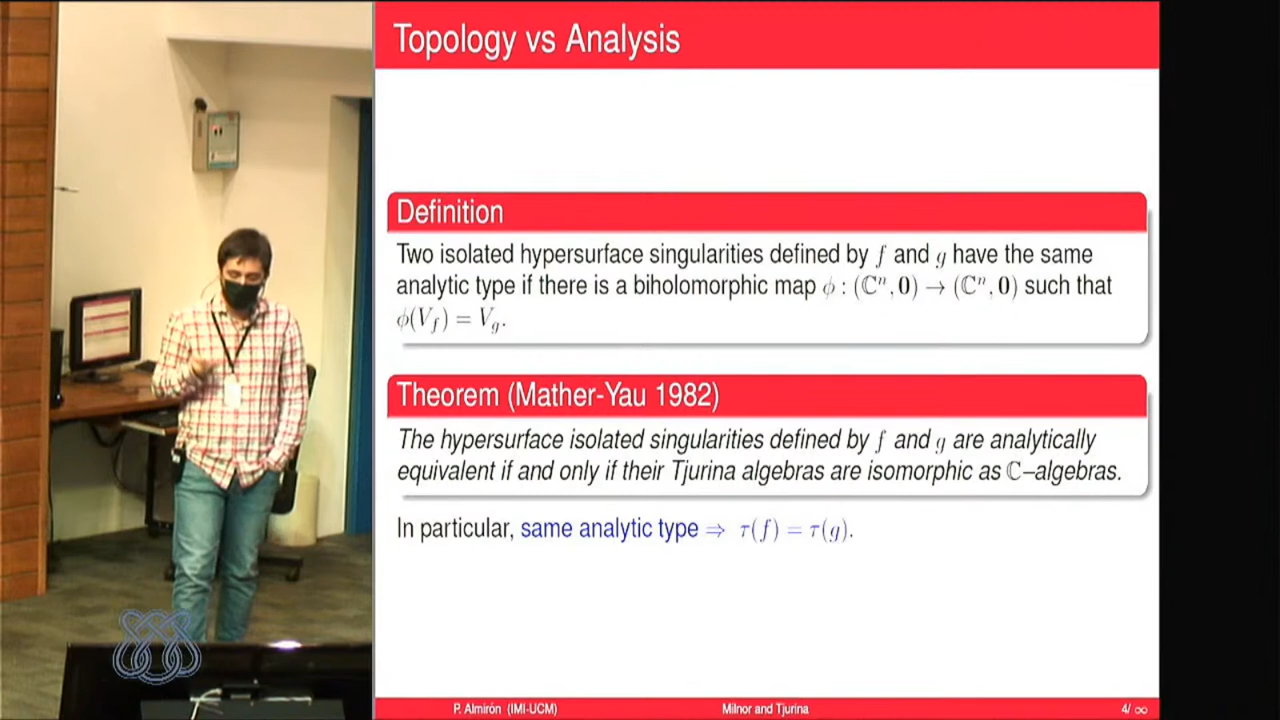 Topology vs Analysis
Definition
Two isolated hypersurface singularities defined by f and g have the same
analytic type if there is a biholomorphic map ϕ : (ℂⁿ, 0) → (ℂⁿ, 0) such that
ϕ(V_f) = V_g.
Theorem (Mather-Yau 1982)
The hypersurface isolated singularities defined by f and g are analytically
equivalent if and only if their Tjurina algebras are isomorphic as ℂ–algebras.
In particular, same analytic type ⇒ τ(f) = τ(g).
P. Almirón (IMI-UCM) Milnor and Tjurina 4/ ∞